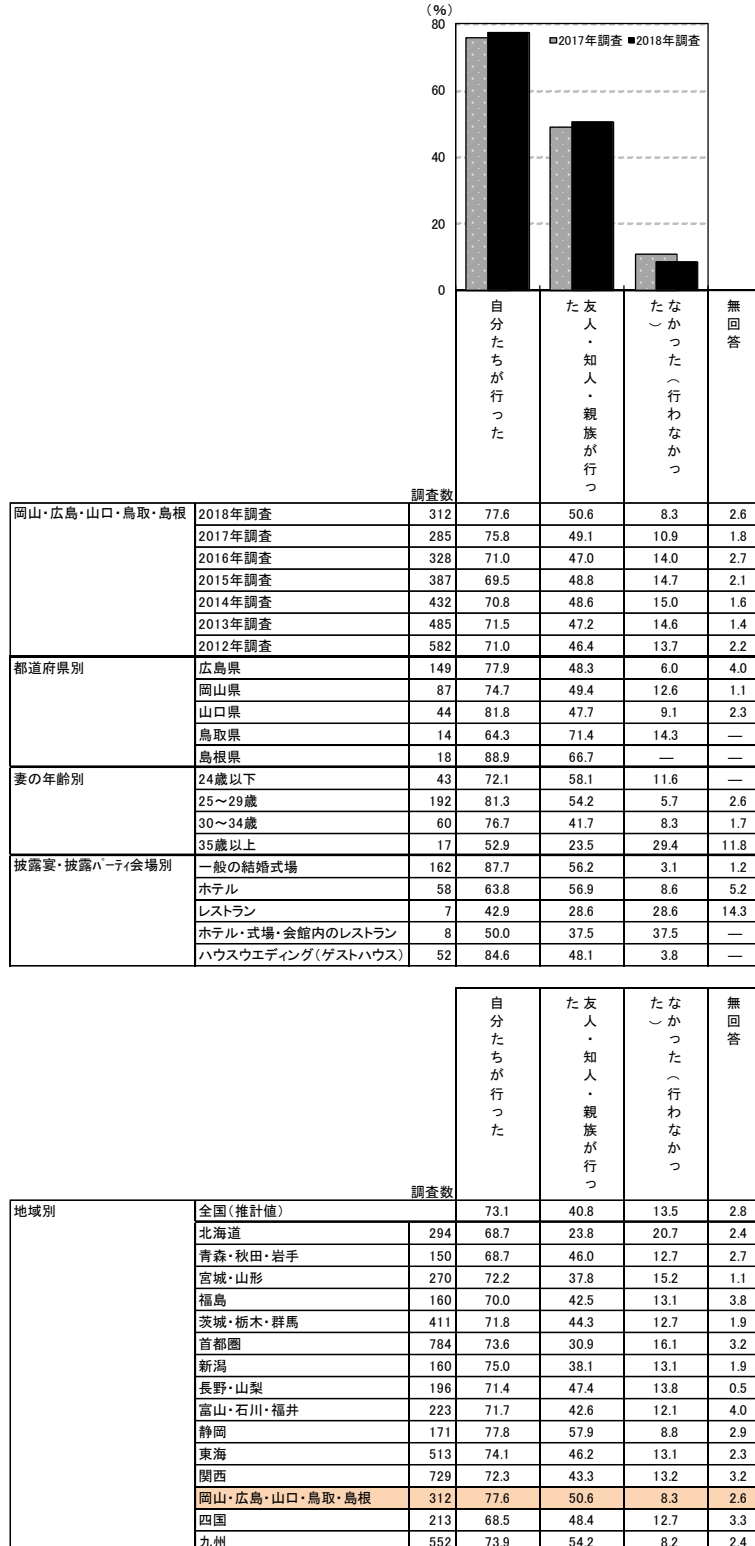 (%)
80
60
40
20
0
2017年調査 2018年調査
自分たちが行った
友人・知人・親族が行った
なかった(行わなかった)
無回答
調査数
岡山・広島・山口・鳥取・島根 2018年調査 312 77.6 50.6 8.3 2.6
2017年調査 285 75.8 49.1 10.9 1.8
2016年調査 328 71.0 47.0 14.0 2.7
2015年調査 387 69.5 48.8 14.7 2.1
2014年調査 432 70.8 48.6 15.0 1.6
2013年調査 485 71.5 47.2 14.6 1.4
2012年調査 582 71.0 46.4 13.7 2.2
都道府県別 広島県 149 77.9 48.3 6.0 4.0
岡山県 87 74.7 49.4 12.6 1.1
山口県 44 81.8 47.7 9.1 2.3
鳥取県 14 64.3 71.4 14.3 ―
島根県 18 88.9 66.7 ― ―
妻の年齢別 24歳以下 43 72.1 58.1 11.6 ―
25~29歳 192 81.3 54.2 5.7 2.6
30~34歳 60 76.7 41.7 8.3 1.7
35歳以上 17 52.9 23.5 29.4 11.8
披露宴・披露パーティ会場別 一般の結婚式場 162 87.7 56.2 3.1 1.2
ホテル 58 63.8 56.9 8.6 5.2
レストラン 7 42.9 28.6 28.6 14.3
ホテル・式場・会館内のレストラン 8 50.0 37.5 37.5 ―
ハウスウエディング(ゲストハウス) 52 84.6 48.1 3.8 ―
自分たちが行った
友人・知人・親族が行った
なかった(行わなかった)
無回答
調査数
地域別 全国(推計値) 73.1 40.8 13.5 2.8
北海道 294 68.7 23.8 20.7 2.4
青森・秋田・岩手 150 68.7 46.0 12.7 2.7
宮城・山形 270 72.2 37.8 15.2 1.1
福島 160 70.0 42.5 13.1 3.8
茨城・栃木・群馬 411 71.8 44.3 12.7 1.9
首都圏 784 73.6 30.9 16.1 3.2
新潟 160 75.0 38.1 13.1 1.9
長野・山梨 196 71.4 47.4 13.8 0.5
富山・石川・福井 223 71.7 42.6 12.1 4.0
静岡 171 77.8 57.9 8.8 2.9
東海 513 74.1 46.2 13.1 2.3
関西 729 72.3 43.3 13.2 3.2
岡山・広島・山口・鳥取・島根 312 77.6 50.6 8.3 2.6
四国 213 68.5 48.4 12.7 3.3
九州 552 73.9 54.2 8.2 2.4